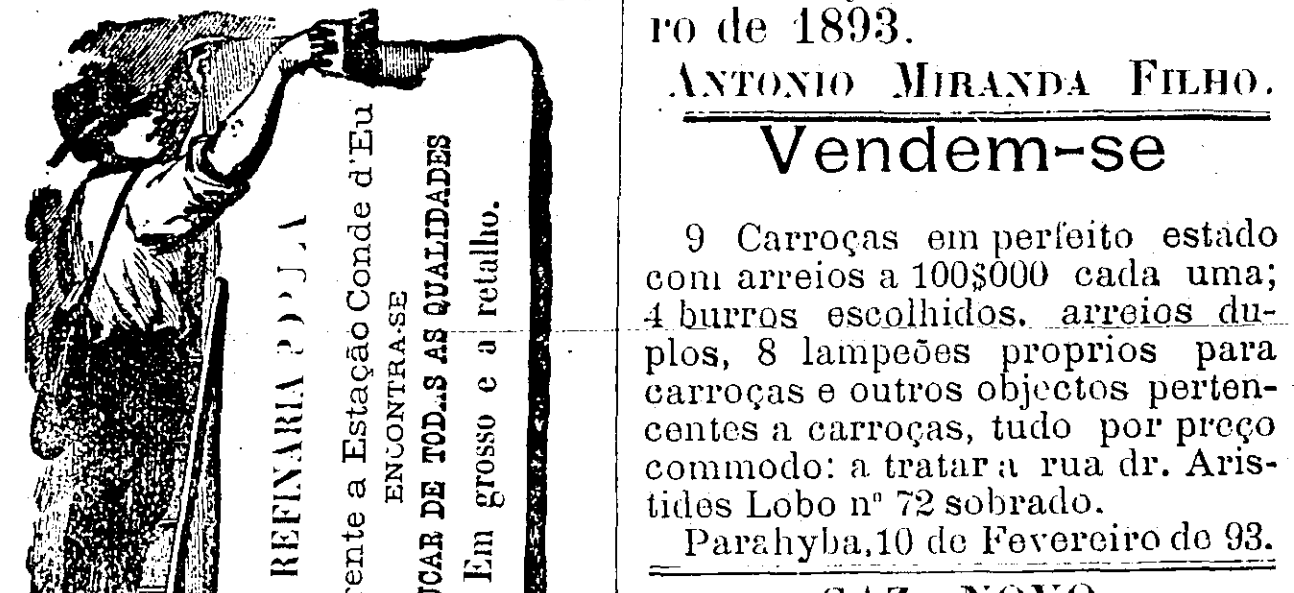 REFINARIA
ente a Estação Conde d'Eu
ENCONTRA-SE
UCAR DE TODAS AS QUALIDADES
Em grosso e a retalho.
ro de 1893.
ANTONIO MIRANDA FILHO.
Vendem-se
9 Carroças em perfeito estado
com arreios a 100$000 cada uma;
4 burros escolhidos. arreios du-
plos, 8 lampeões proprios para
carroças e outros objectos perten-
centes a carroças, tudo por preço
commodo: a tratar a rua dr. Aris-
tides Lobo nº 72 sobrado.
Parahyba, 10 de Fevereiro de 93.
GAZ NOVO